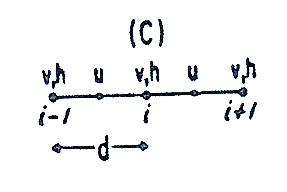 (C)
v,h u v,h u v,h
i-1 i i+1
d